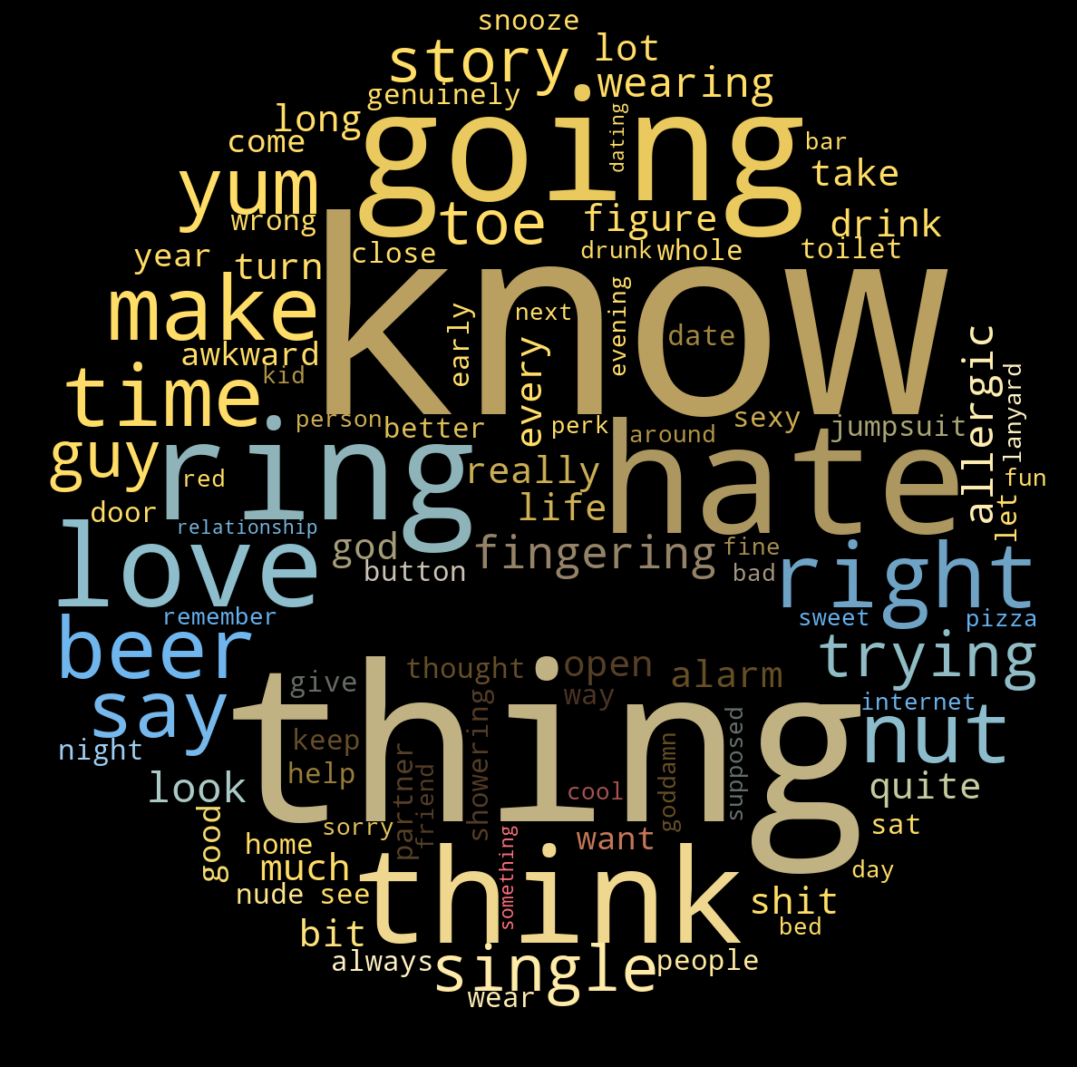 snooze
story lot
genuinely wearing
long going dating bar
come take
yum toe figure drink
wrong close drunk whole toilet
year turn know
make early next evening date
awkward kid every allergic lanyard
time person better perk around sexy jumpsuit
guy red ring really hate let fun
door life
relationship god fingering fine
love button bad right
remember sweet pizza
beer thought open alarm trying
say give way internet nut
night keep thing showering goddamn supposed
look help partner friend cool quite
good sorry want sat
home much something think day
nude see shit
bit bed
always single people
wear